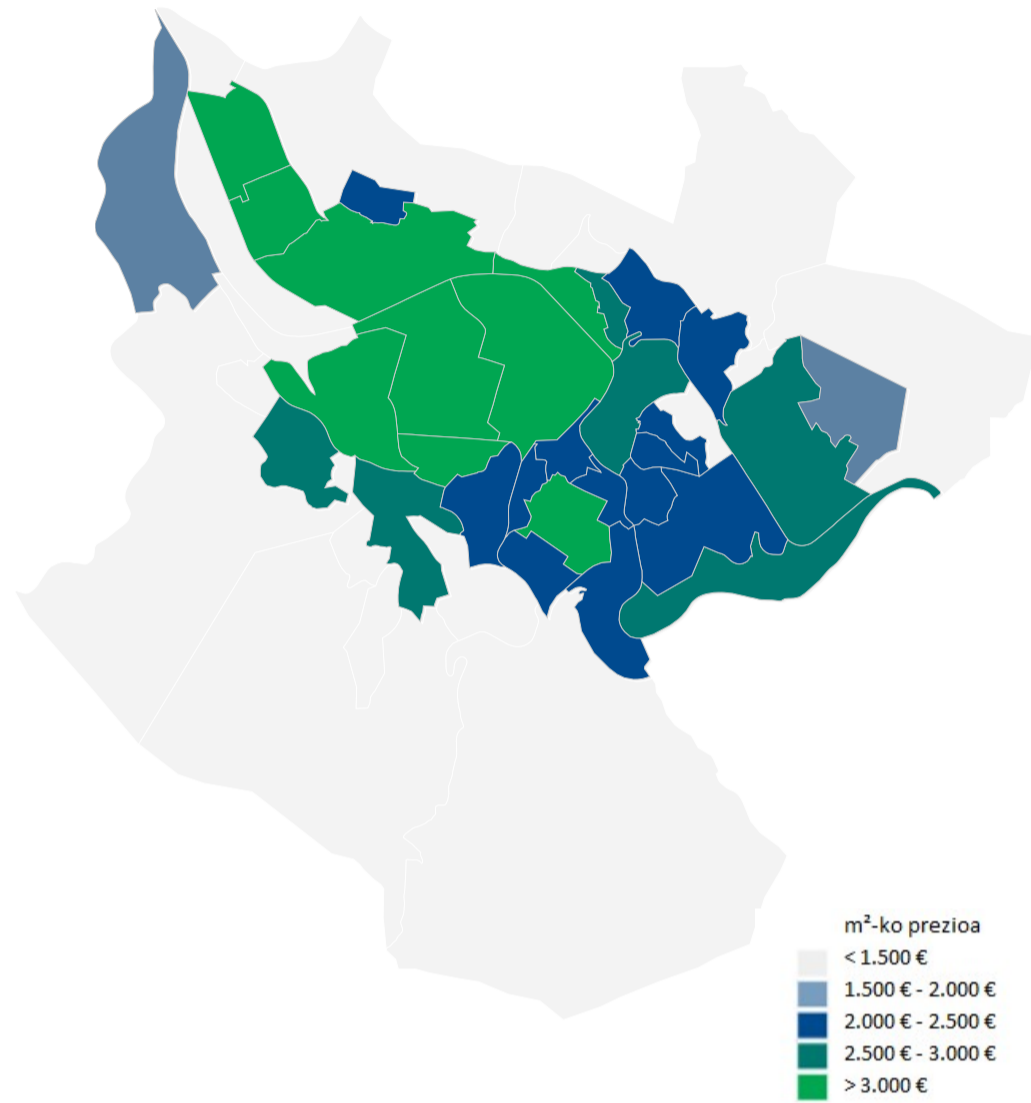 m²-ko prezioa
< 1.500 €
1.500 € - 2.000 €
2.000 € - 2.500 €
2.500 € - 3.000 €
> 3.000 €